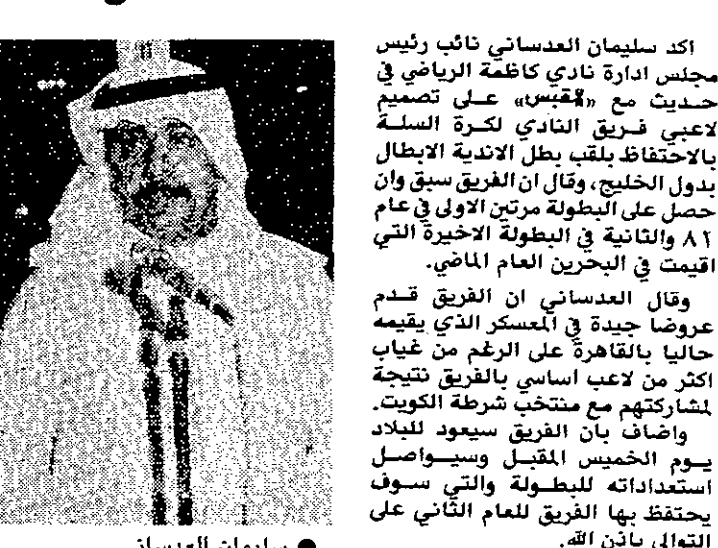 اكد سليمان العدساني نائب رئيس
مجلس ادارة نادي كاظمة الرياضي في
حديث مع «القبس» على تصميم
لاعبي فريق النادي لكرة السلة
بالاحتفاظ بلقب بطل الاندية الابطال
بدول الخليج، وقال ان الفريق سبق وان
حصل على البطولة مرتين الاولى في عام
٨٢ والثانية في البطولة الاخيرة التي
اقيمت في البحرين العام الماضي.
وقال العدساني ان الفريق قدم
عروضا جيدة في المعسكر الذي يقيمه
حاليا بالقاهرة على الرغم من غياب
اكثر من لاعب اساسي بالفريق نتيجة
لمشاركتهم مع منتخب شرطة الكويت.
واضاف بان الفريق سيعود للبلاد
يوم الخميس المقبل وسيواصل
استعداداته للبطولة والتي سوف
يحتفظ بها الفريق للعام الثاني على
التوالي باذن الله.
● سليمان العدساني